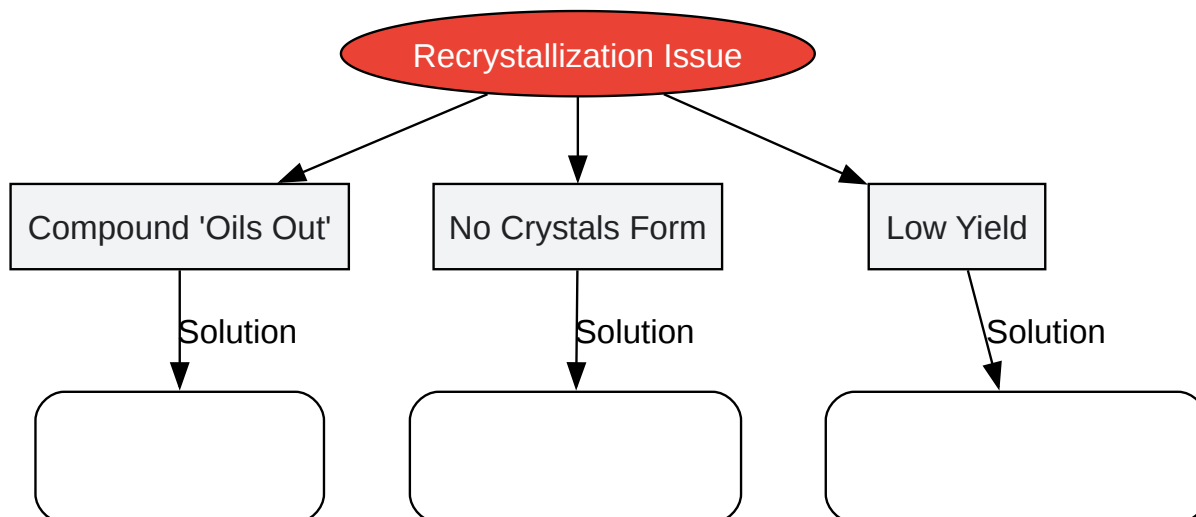 Recrystallization Issue
Compound 'Oils Out'
No Crystals Form
Low Yield
Solution
Solution
Solution